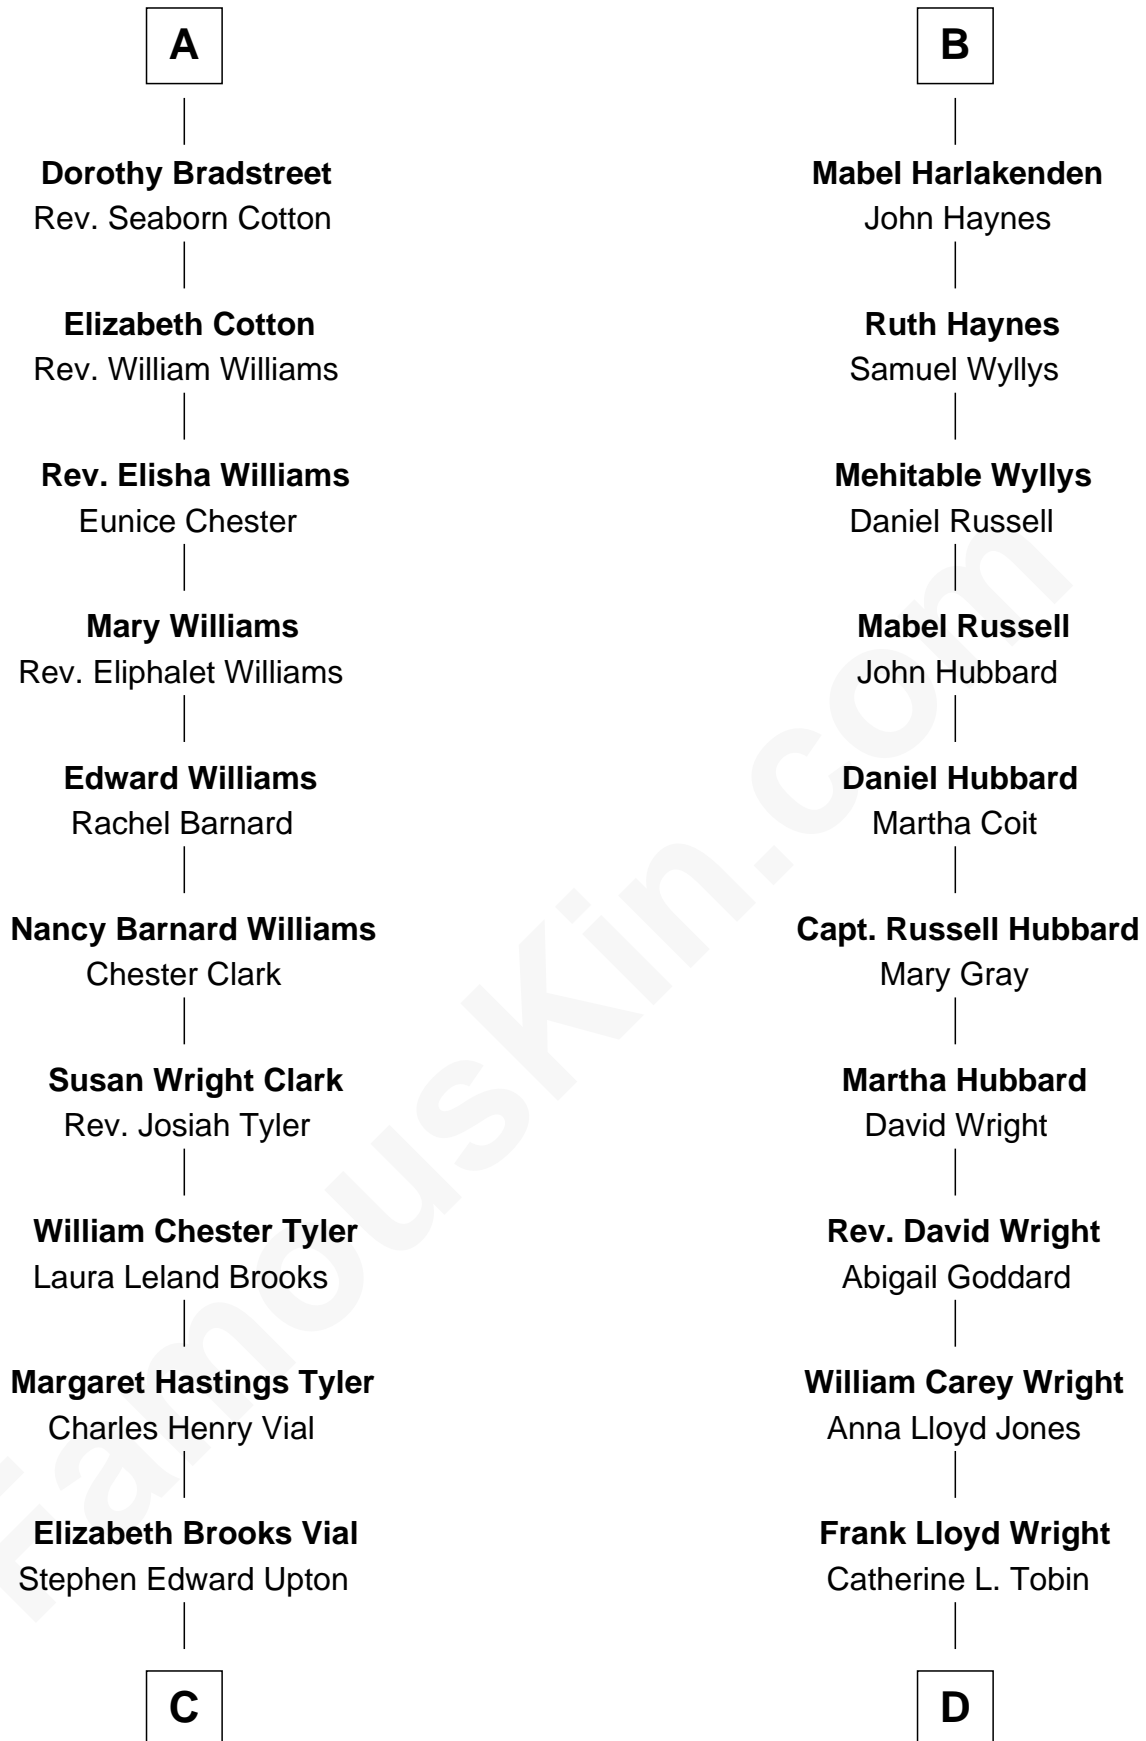 A
Dorothy Bradstreet
Rev. Seaborn Cotton
Elizabeth Cotton
Rev. William Williams
Rev. Elisha Williams
Eunice Chester
Mary Williams
Rev. Eliphalet Williams
Edward Williams
Rachel Barnard
Nancy Barnard Williams
Chester Clark
Susan Wright Clark
Rev. Josiah Tyler
William Chester Tyler
Laura Leland Brooks
Margaret Hastings Tyler
Charles Henry Vial
Elizabeth Brooks Vial
Stephen Edward Upton
C
B
Mabel Harlakenden
John Haynes
Ruth Haynes
Samuel Wyllys
Mehitable Wyllys
Daniel Russell
Mabel Russell
John Hubbard
Daniel Hubbard
Martha Coit
Capt. Russell Hubbard
Mary Gray
Martha Hubbard
David Wright
Rev. David Wright
Abigail Goddard
William Carey Wright
Anna Lloyd Jones
Frank Lloyd Wright
Catherine L. Tobin
D
FamousKin.com